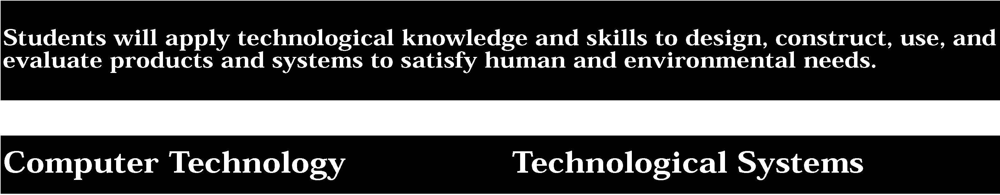 Students will apply technological knowledge and skills to design, construct, use, and
evaluate products and systems to satisfy human and environmental needs.
Computer Technology
Technological Systems